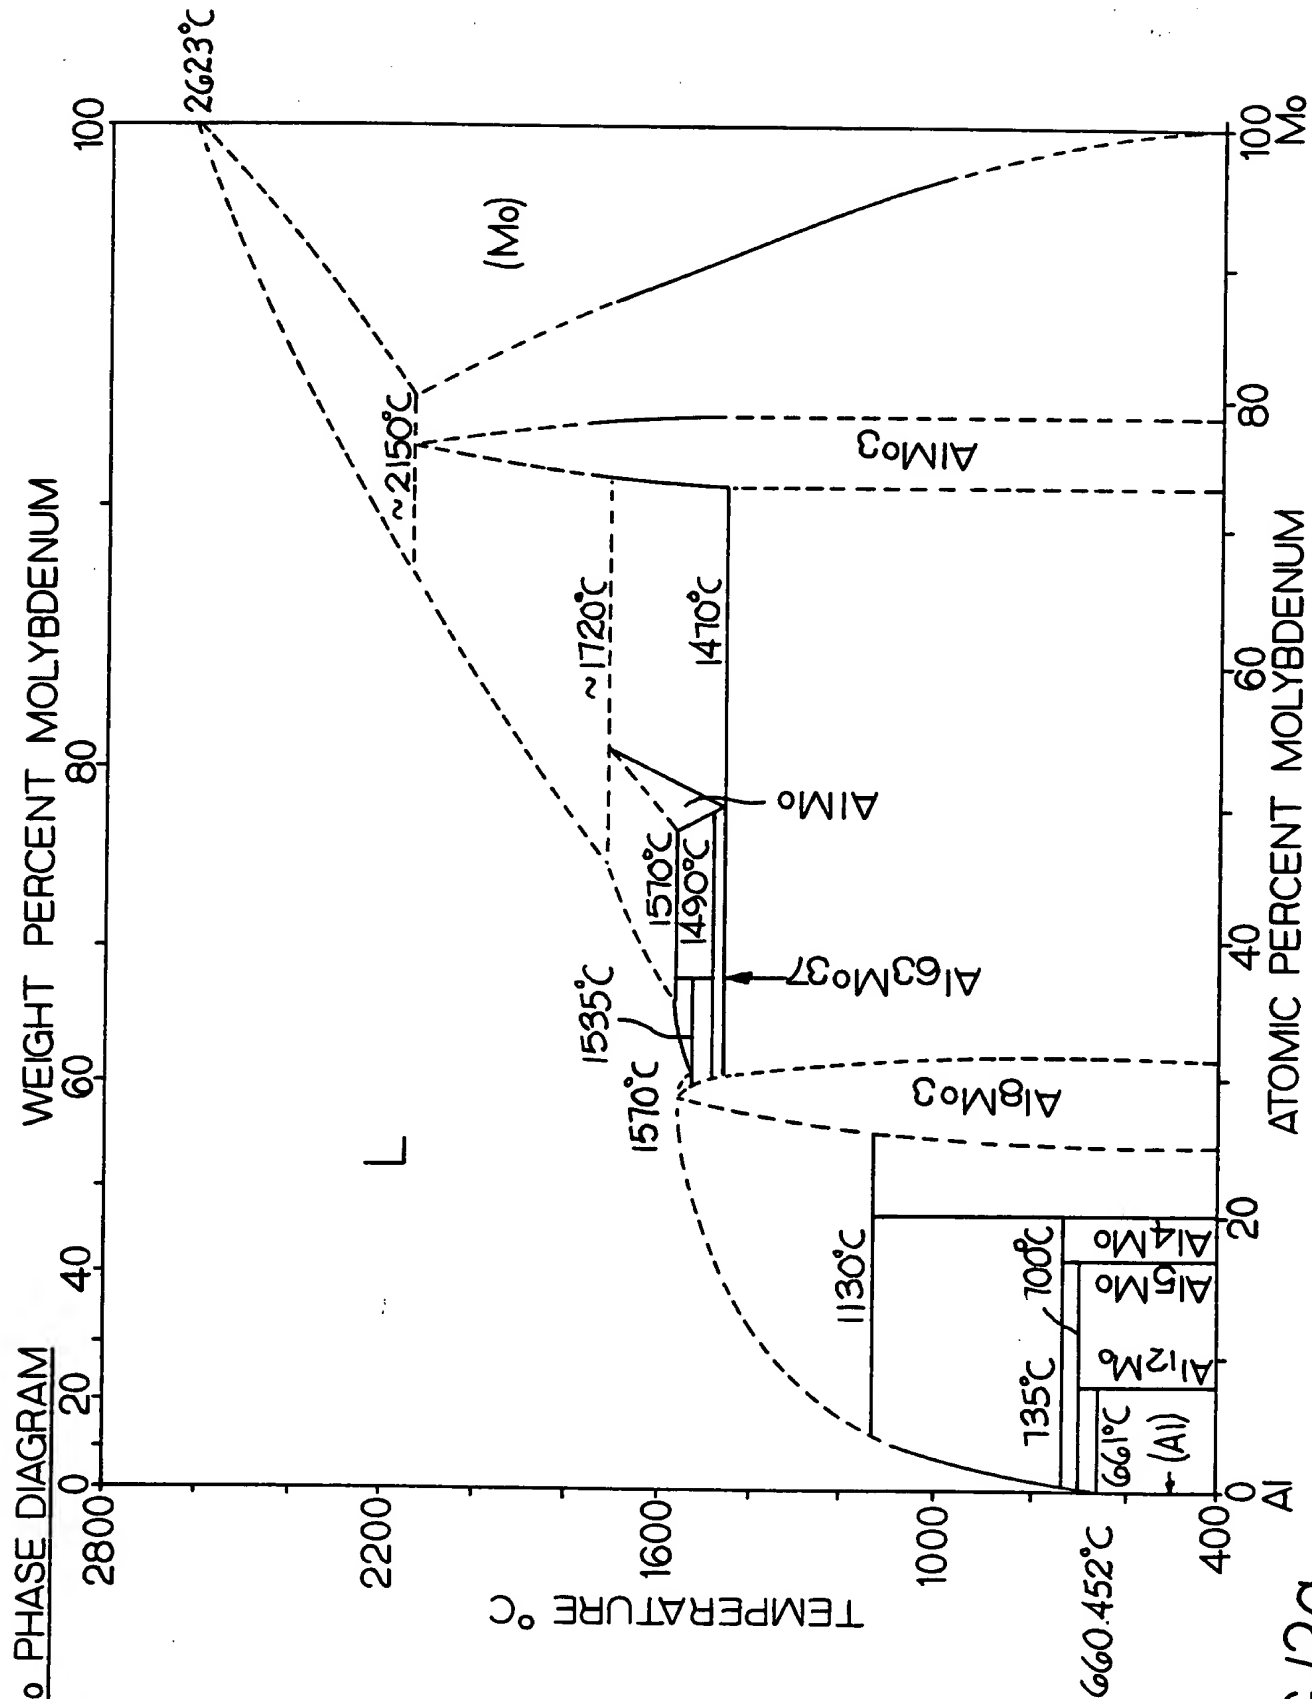 o PHASE DIAGRAM
WEIGHT PERCENT MOLYBDENUM
0 20 40 60 80 100
2800
2200
1600
1000
400
TEMPERATURE °C
2623°C
L
~2150°C
(Mo)
~1720°C
1570°C
1535°C
1570°C
1490°C
1470°C
AlMo
Al63Mo37
AlMo3
Al8Mo3
1130°C
735°C
700°C
661°C
660.452°C
(Al)
Al12Mo
Al5Mo
Al4Mo
0 20 40 60 80 100
Al
Mo
ATOMIC PERCENT MOLYBDENUM